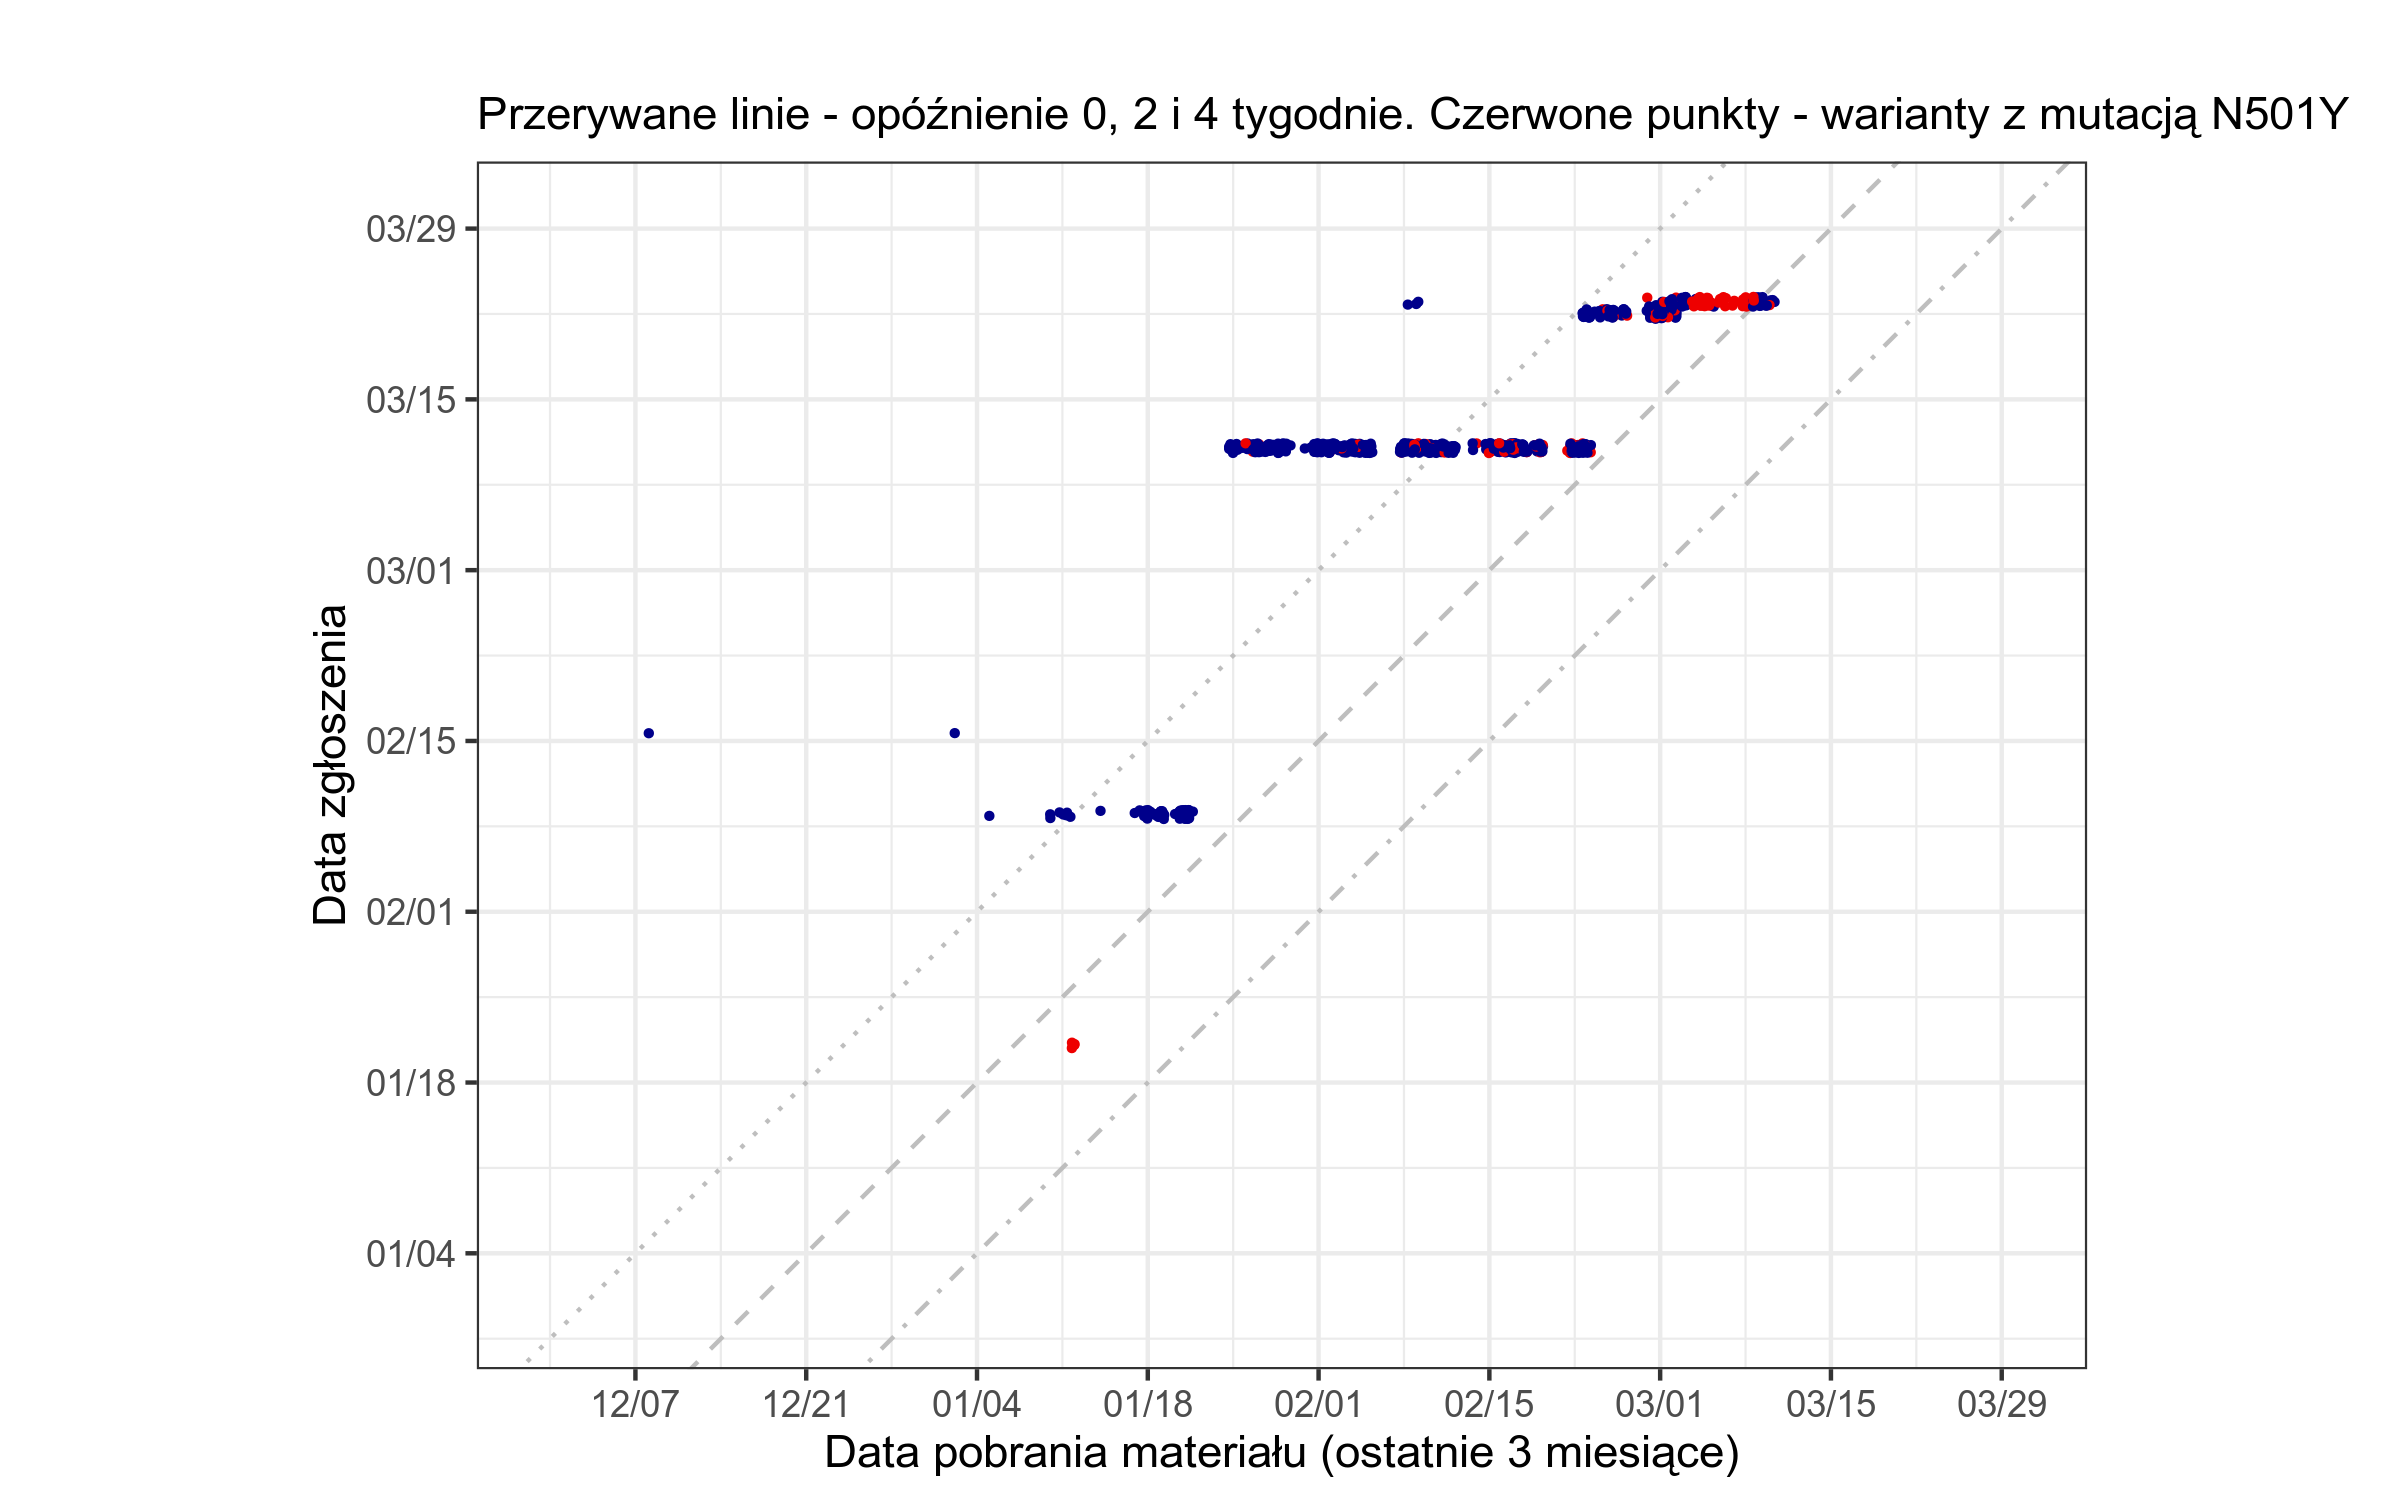 Przerywane linie - opóźnienie 0, 2 i 4 tygodnie. Czerwone punkty - warianty z mutacją N501Y
Data zgłoszenia
03/29
03/15
03/01
02/15
02/01
01/18
01/04
12/07 12/21 01/04 01/18 02/01 02/15 03/01 03/15 03/29
Data pobrania materiału (ostatnie 3 miesiące)